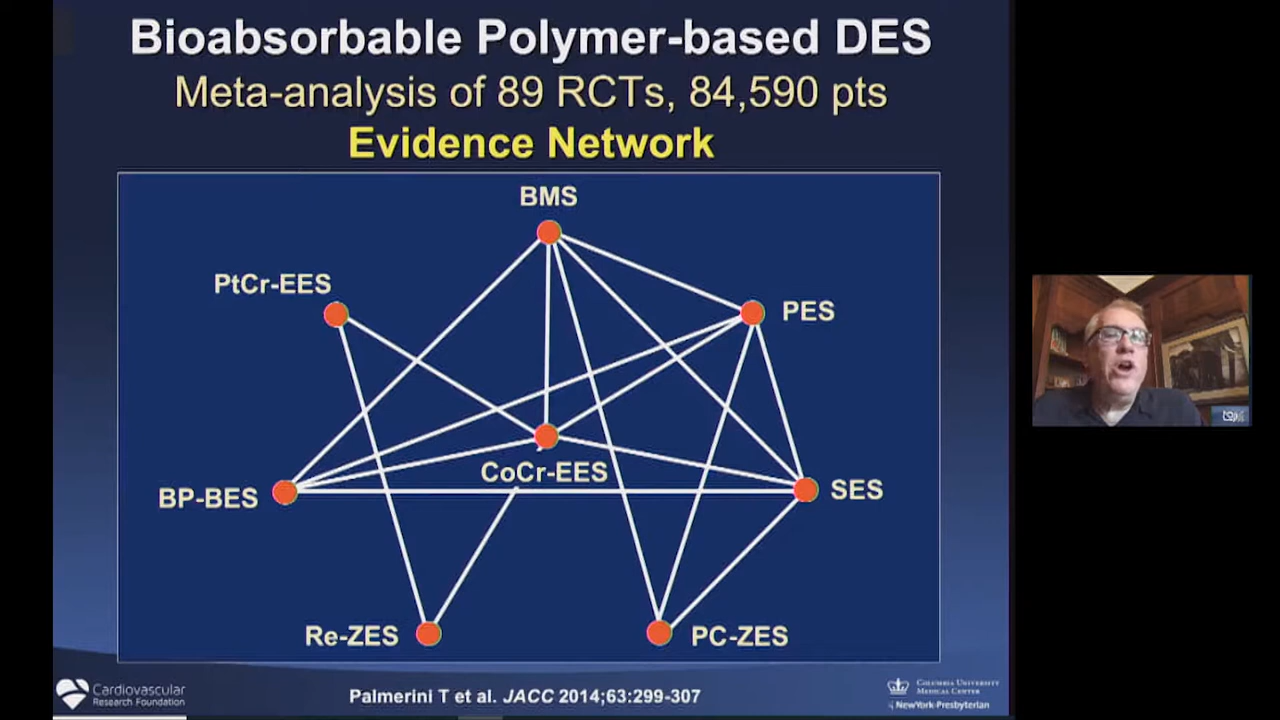 Bioabsorbable Polymer-based DES
Meta-analysis of 89 RCTs, 84,590 pts
Evidence Network
BMS
PtCr-EES
PES
CoCr-EES
BP-BES
SES
Re-ZES
PC-ZES
Cardiovascular
Research Foundation
Palmerini T et al. JACC 2014;63:299-307
COLUMBIA UNIVERSITY
MEDICAL CENTER
NewYork-Presbyterian